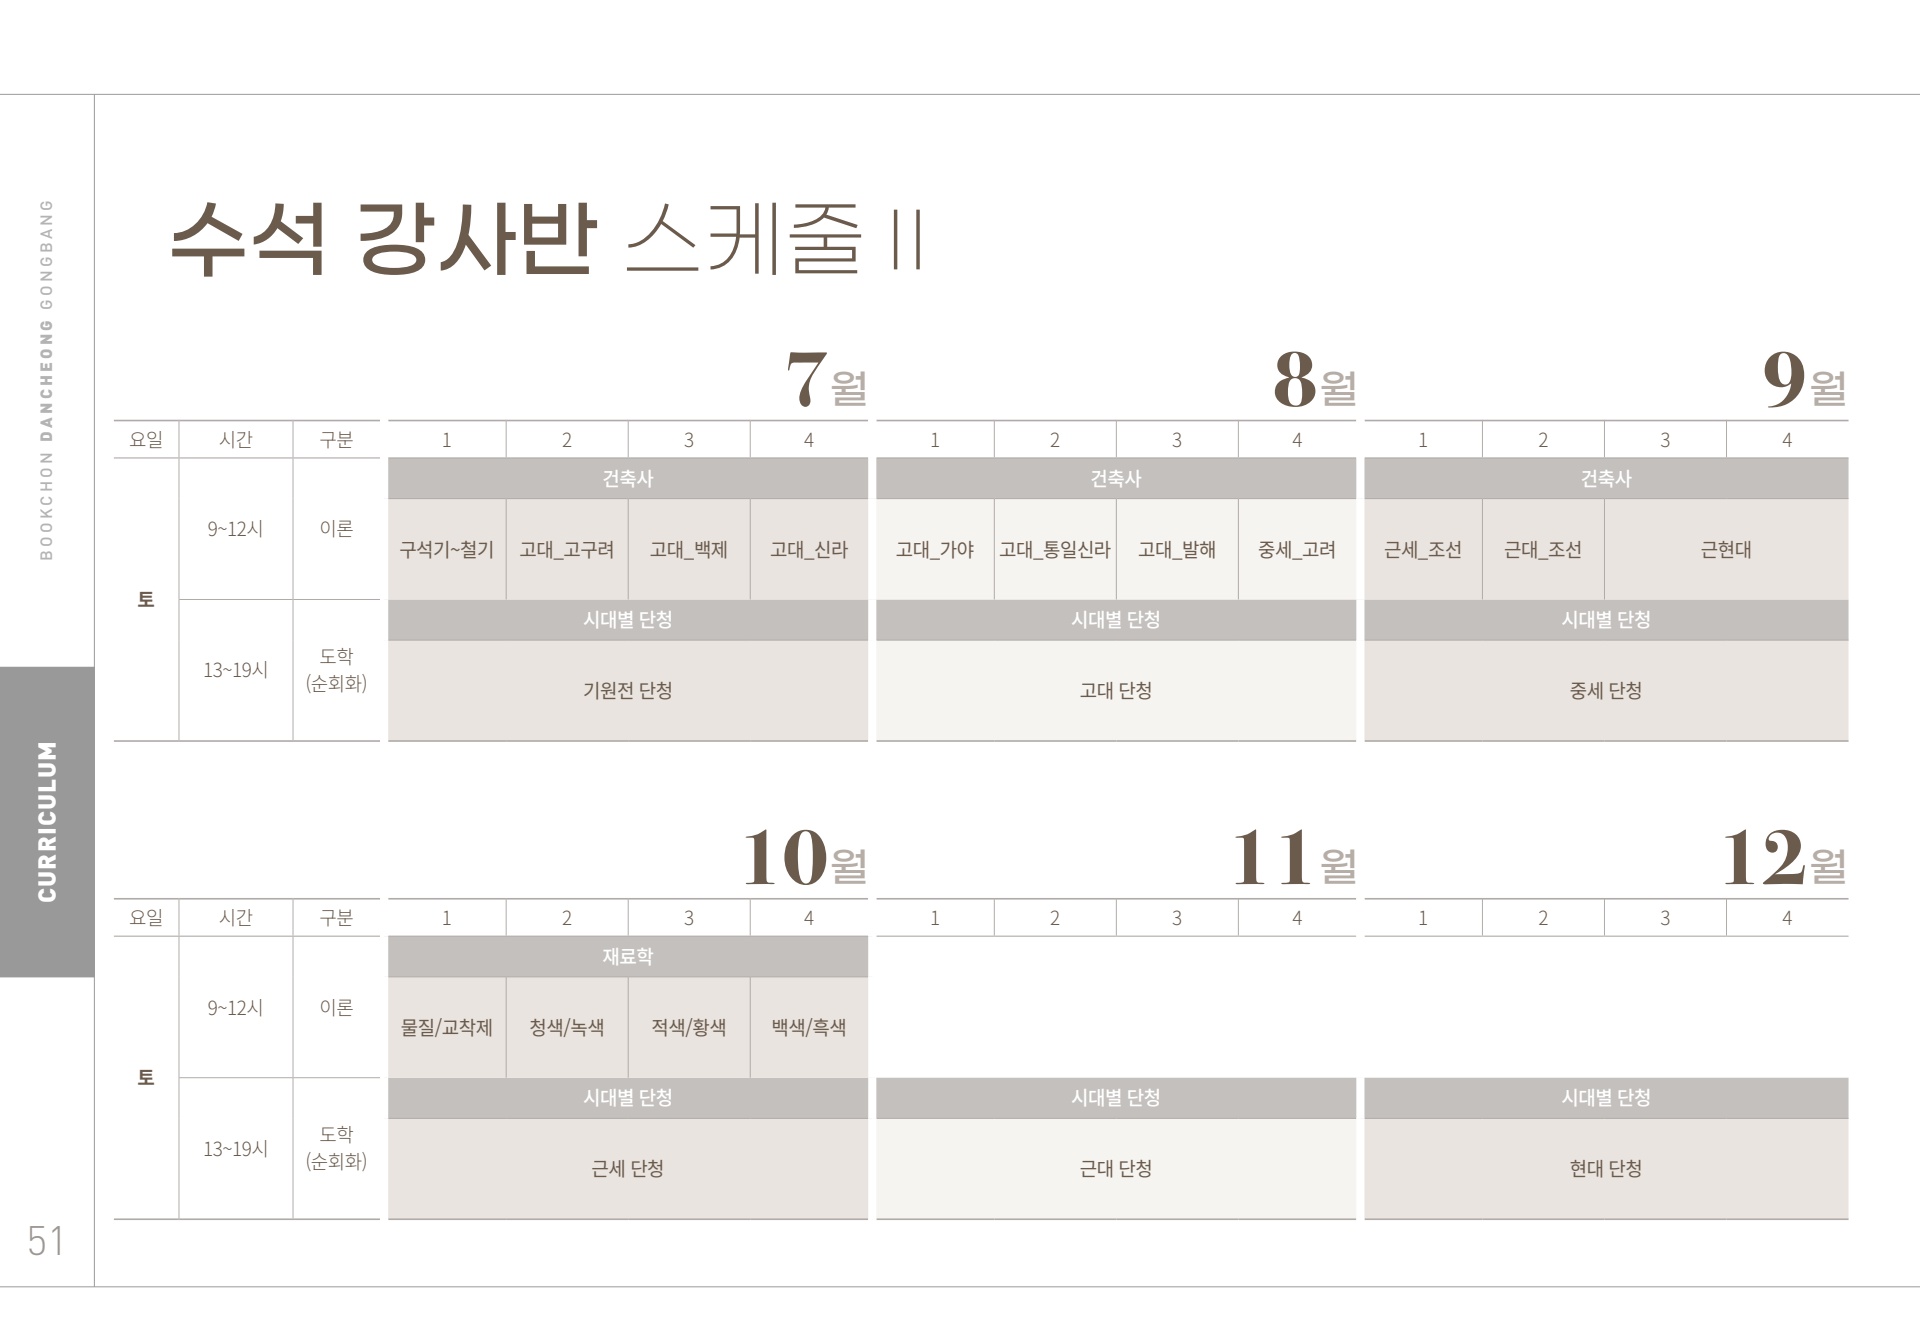 BOOKCHON DANCHEONG GONGBANG
CURRICULUM
51
수석 강사반 스케줄 II
7월 8월 9월
요일 시간 구분 1 2 3 4 1 2 3 4 1 2 3 4
건축사 건축사 건축사
9~12시 이론
구석기~철기 고대_고구려 고대_백제 고대_신라 고대_가야 고대_통일신라 고대_발해 중세_고려 근세_조선 근대_조선 근현대
토
시대별 단청 시대별 단청 시대별 단청
13~19시 도학
(순회화)
기원전 단청 고대 단청 중세 단청
10월 11월 12월
요일 시간 구분 1 2 3 4 1 2 3 4 1 2 3 4
재료학
9~12시 이론
물질/교착제 청색/녹색 적색/황색 백색/흑색
토
시대별 단청 시대별 단청 시대별 단청
13~19시 도학
(순회화)
근세 단청 근대 단청 현대 단청